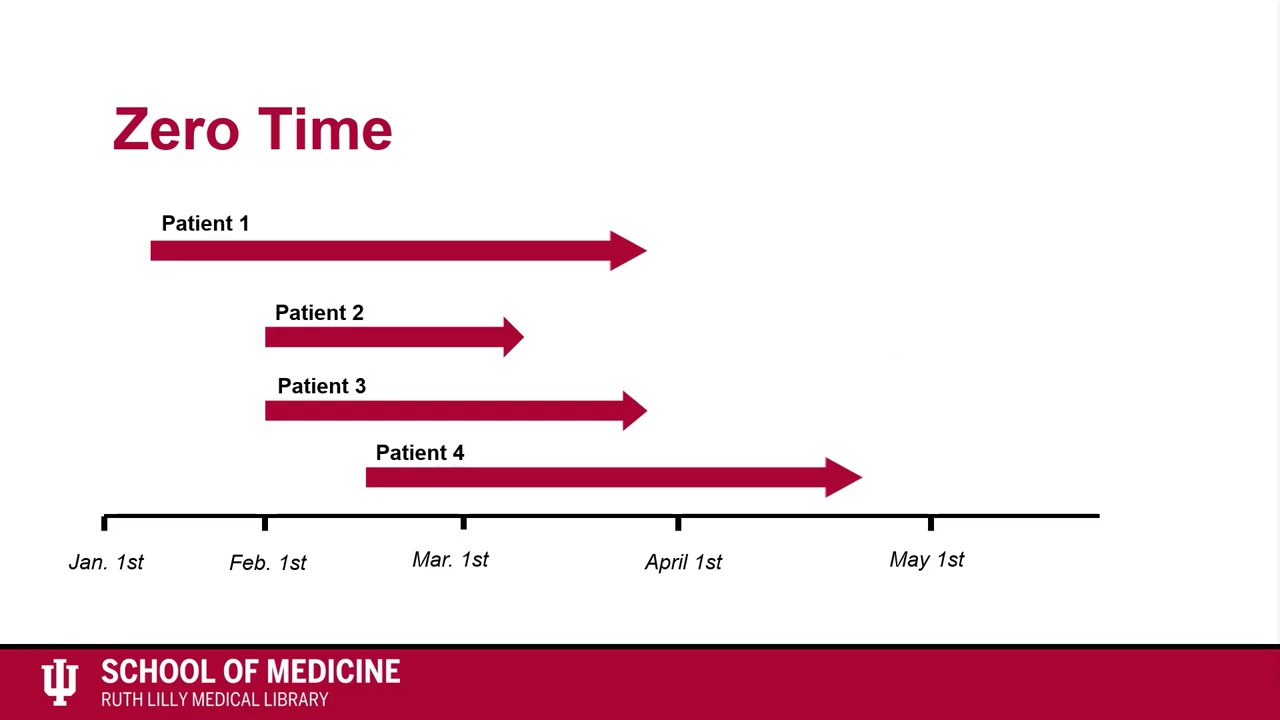 Zero Time
Patient 1
Patient 2
Patient 3
Patient 4
Jan. 1st
Feb. 1st
Mar. 1st
April 1st
May 1st
SCHOOL OF MEDICINE
RUTH LILLY MEDICAL LIBRARY